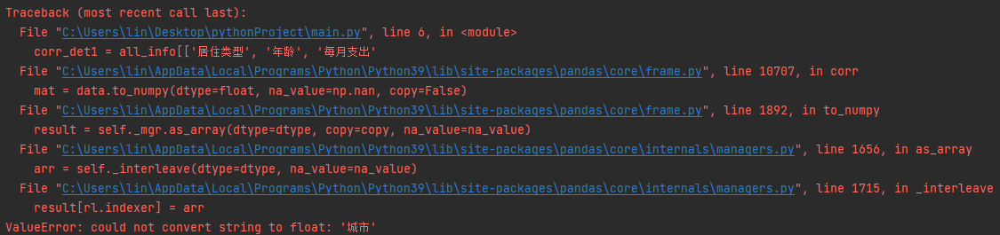 Traceback (most recent call last):
File "C:\Users\lin\Desktop\pythonProject\main.py", line 6, in <module>
corr_det1 = all_info[['居住类型', '年龄', '每月支出'
File "C:\Users\lin\AppData\Local\Programs\Python\Python39\lib\site-packages\pandas\core\frame.py", line 10707, in corr
mat = data.to_numpy(dtype=float, na_value=np.nan, copy=False)
File "C:\Users\lin\AppData\Local\Programs\Python\Python39\lib\site-packages\pandas\core\frame.py", line 1892, in to_numpy
result = self._mgr.as_array(dtype=dtype, copy=copy, na_value=na_value)
File "C:\Users\lin\AppData\Local\Programs\Python\Python39\lib\site-packages\pandas\core\internals\managers.py", line 1656, in as_array
arr = self._interleave(dtype=dtype, na_value=na_value)
File "C:\Users\lin\AppData\Local\Programs\Python\Python39\lib\site-packages\pandas\core\internals\managers.py", line 1715, in _interleave
result[rl.indexer] = arr
ValueError: could not convert string to float: '城市'